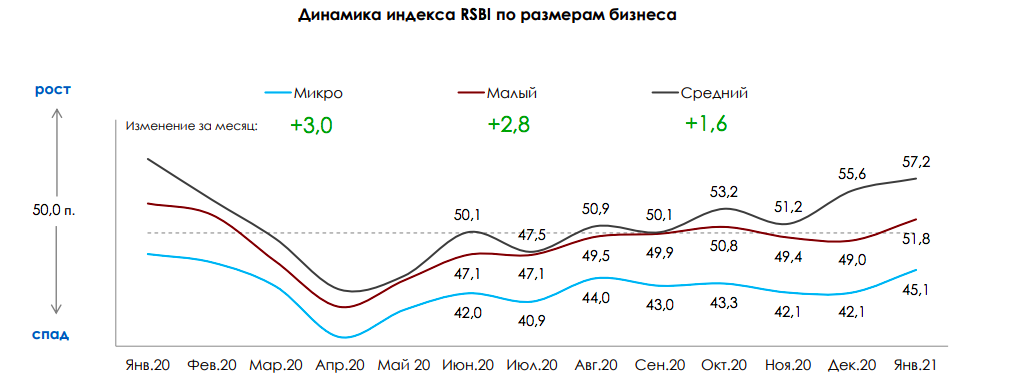 Динамика индекса RSBI по размерам бизнеса
рост
Микро Малый Средний
Изменение за месяц: +3,0 +2,8 +1,6
50,0 п.
50,1 47,5 50,9 50,1 53,2 51,2 55,6 57,2
47,1 47,1 49,5 49,9 50,8 49,4 49,0 51,8
42,0 40,9 44,0 43,0 43,3 42,1 42,1 45,1
спад
Янв.20 Фев.20 Мар.20 Апр.20 Май 20 Июн.20 Июл.20 Авг.20 Сен.20 Окт.20 Ноя.20 Дек.20 Янв.21